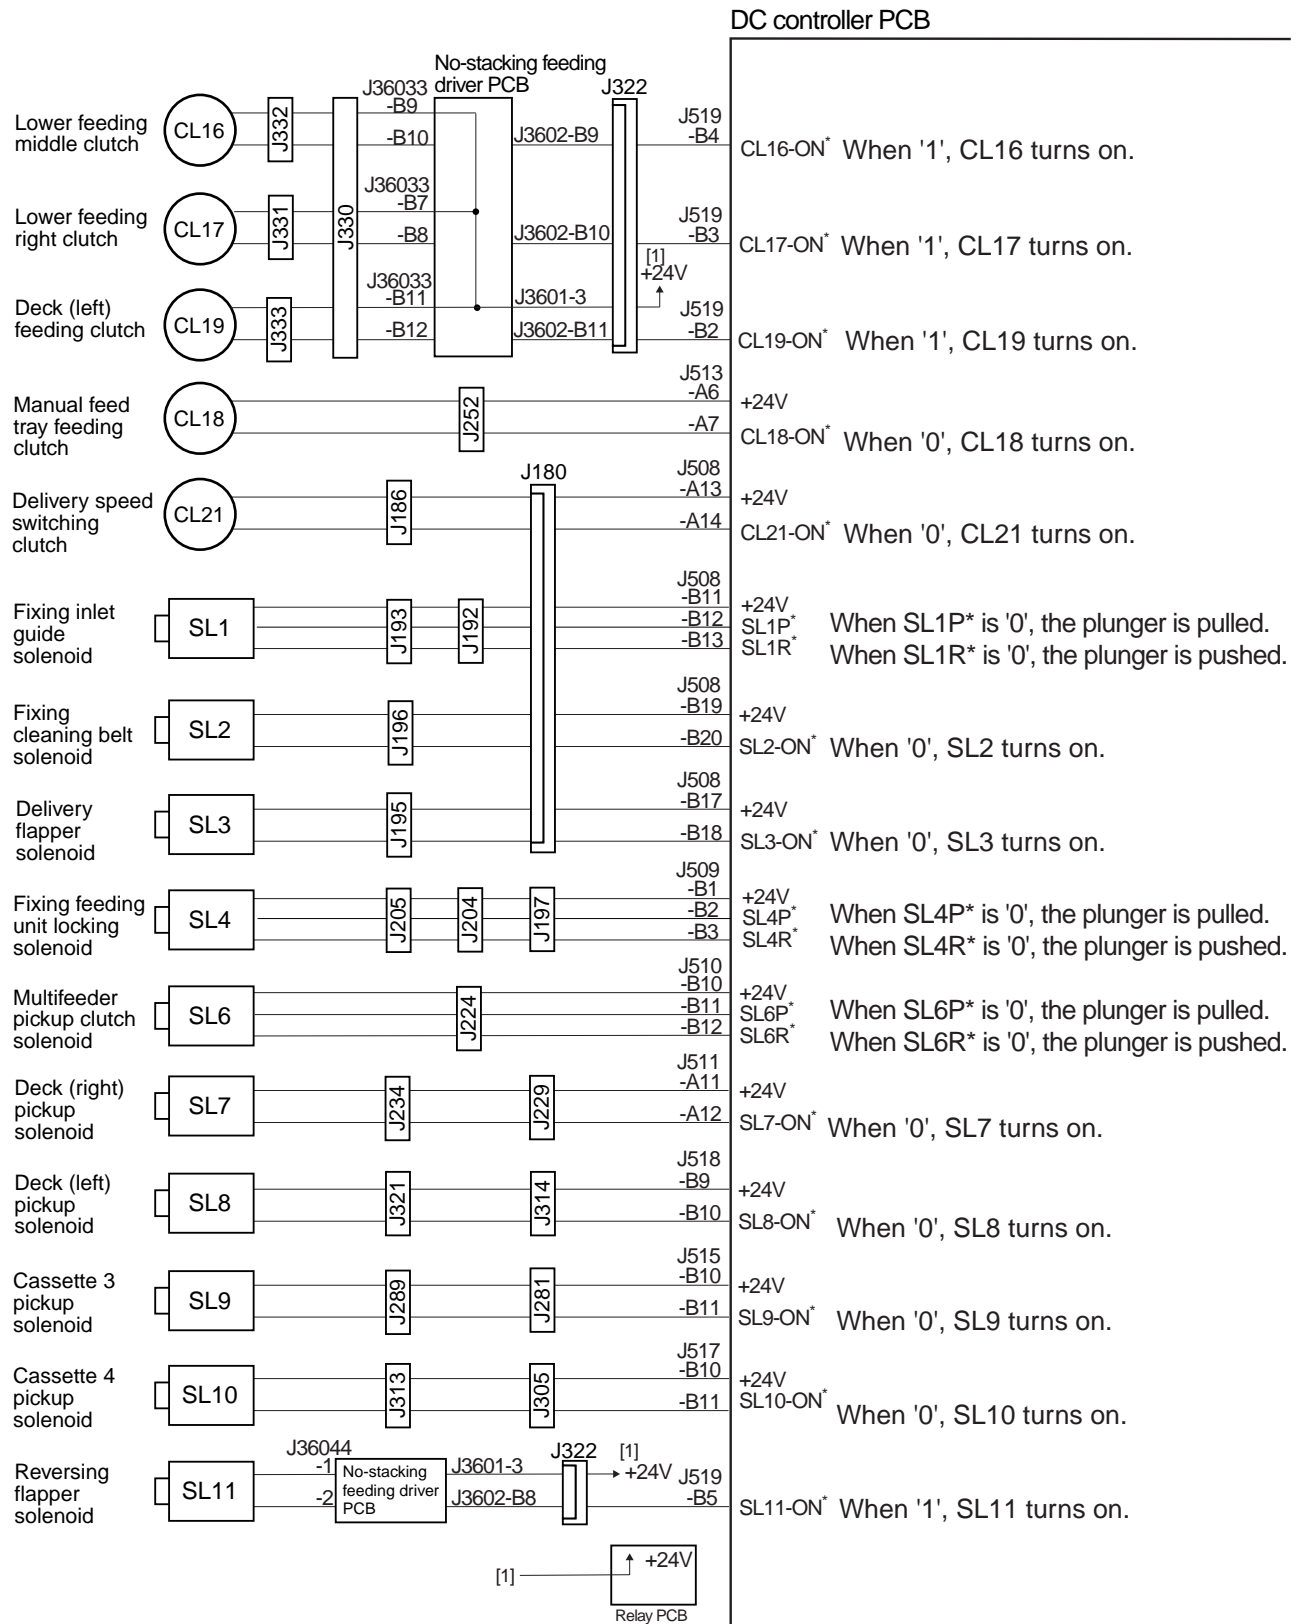 DC controller PCB
No-stacking feeding
driver PCB
J322
Lower feeding
middle clutch
CL16
J332
J330
J36033
-B9
-B10
J3602-B9
J519
-B4
CL16-ON* When '1', CL16 turns on.
Lower feeding
right clutch
CL17
J331
J36033
-B7
-B8
J3602-B10
J519
-B3
CL17-ON* When '1', CL17 turns on.
[1]
+24V
Deck (left)
feeding clutch
CL19
J333
J36033
-B11
-B12
J3601-3
J3602-B11
J519
-B2
CL19-ON* When '1', CL19 turns on.
Manual feed
tray feeding
clutch
CL18
J252
J513
-A6
-A7
+24V
CL18-ON* When '0', CL18 turns on.
Delivery speed
switching
clutch
CL21
J186
J180
J508
-A13
-A14
+24V
CL21-ON* When '0', CL21 turns on.
Fixing inlet
guide
solenoid
SL1
J193
J192
J508
-B11
-B12
-B13
+24V
SL1P*
SL1R*
When SL1P* is '0', the plunger is pulled.
When SL1R* is '0', the plunger is pushed.
Fixing
cleaning belt
solenoid
SL2
J196
J508
-B19
-B20
+24V
SL2-ON* When '0', SL2 turns on.
Delivery
flapper
solenoid
SL3
J195
J508
-B17
-B18
+24V
SL3-ON* When '0', SL3 turns on.
Fixing feeding
unit locking
solenoid
SL4
J205
J204
J197
J509
-B1
-B2
-B3
+24V
SL4P*
SL4R*
When SL4P* is '0', the plunger is pulled.
When SL4R* is '0', the plunger is pushed.
Multifeeder
pickup clutch
solenoid
SL6
J224
J510
-B10
-B11
-B12
+24V
SL6P*
SL6R*
When SL6P* is '0', the plunger is pulled.
When SL6R* is '0', the plunger is pushed.
Deck (right)
pickup
solenoid
SL7
J234
J229
J511
-A11
-A12
+24V
SL7-ON* When '0', SL7 turns on.
Deck (left)
pickup
solenoid
SL8
J321
J314
J518
-B9
-B10
+24V
SL8-ON* When '0', SL8 turns on.
Cassette 3
pickup
solenoid
SL9
J289
J281
J515
-B10
-B11
+24V
SL9-ON* When '0', SL9 turns on.
Cassette 4
pickup
solenoid
SL10
J313
J305
J517
-B10
-B11
+24V
SL10-ON* When '0', SL10 turns on.
Reversing
flapper
solenoid
SL11
J36044
-1
-2
No-stacking
feeding driver
PCB
J3601-3
J3602-B8
J322
[1]
+24V
J519
-B5
SL11-ON* When '1', SL11 turns on.
[1]
+24V
Relay PCB